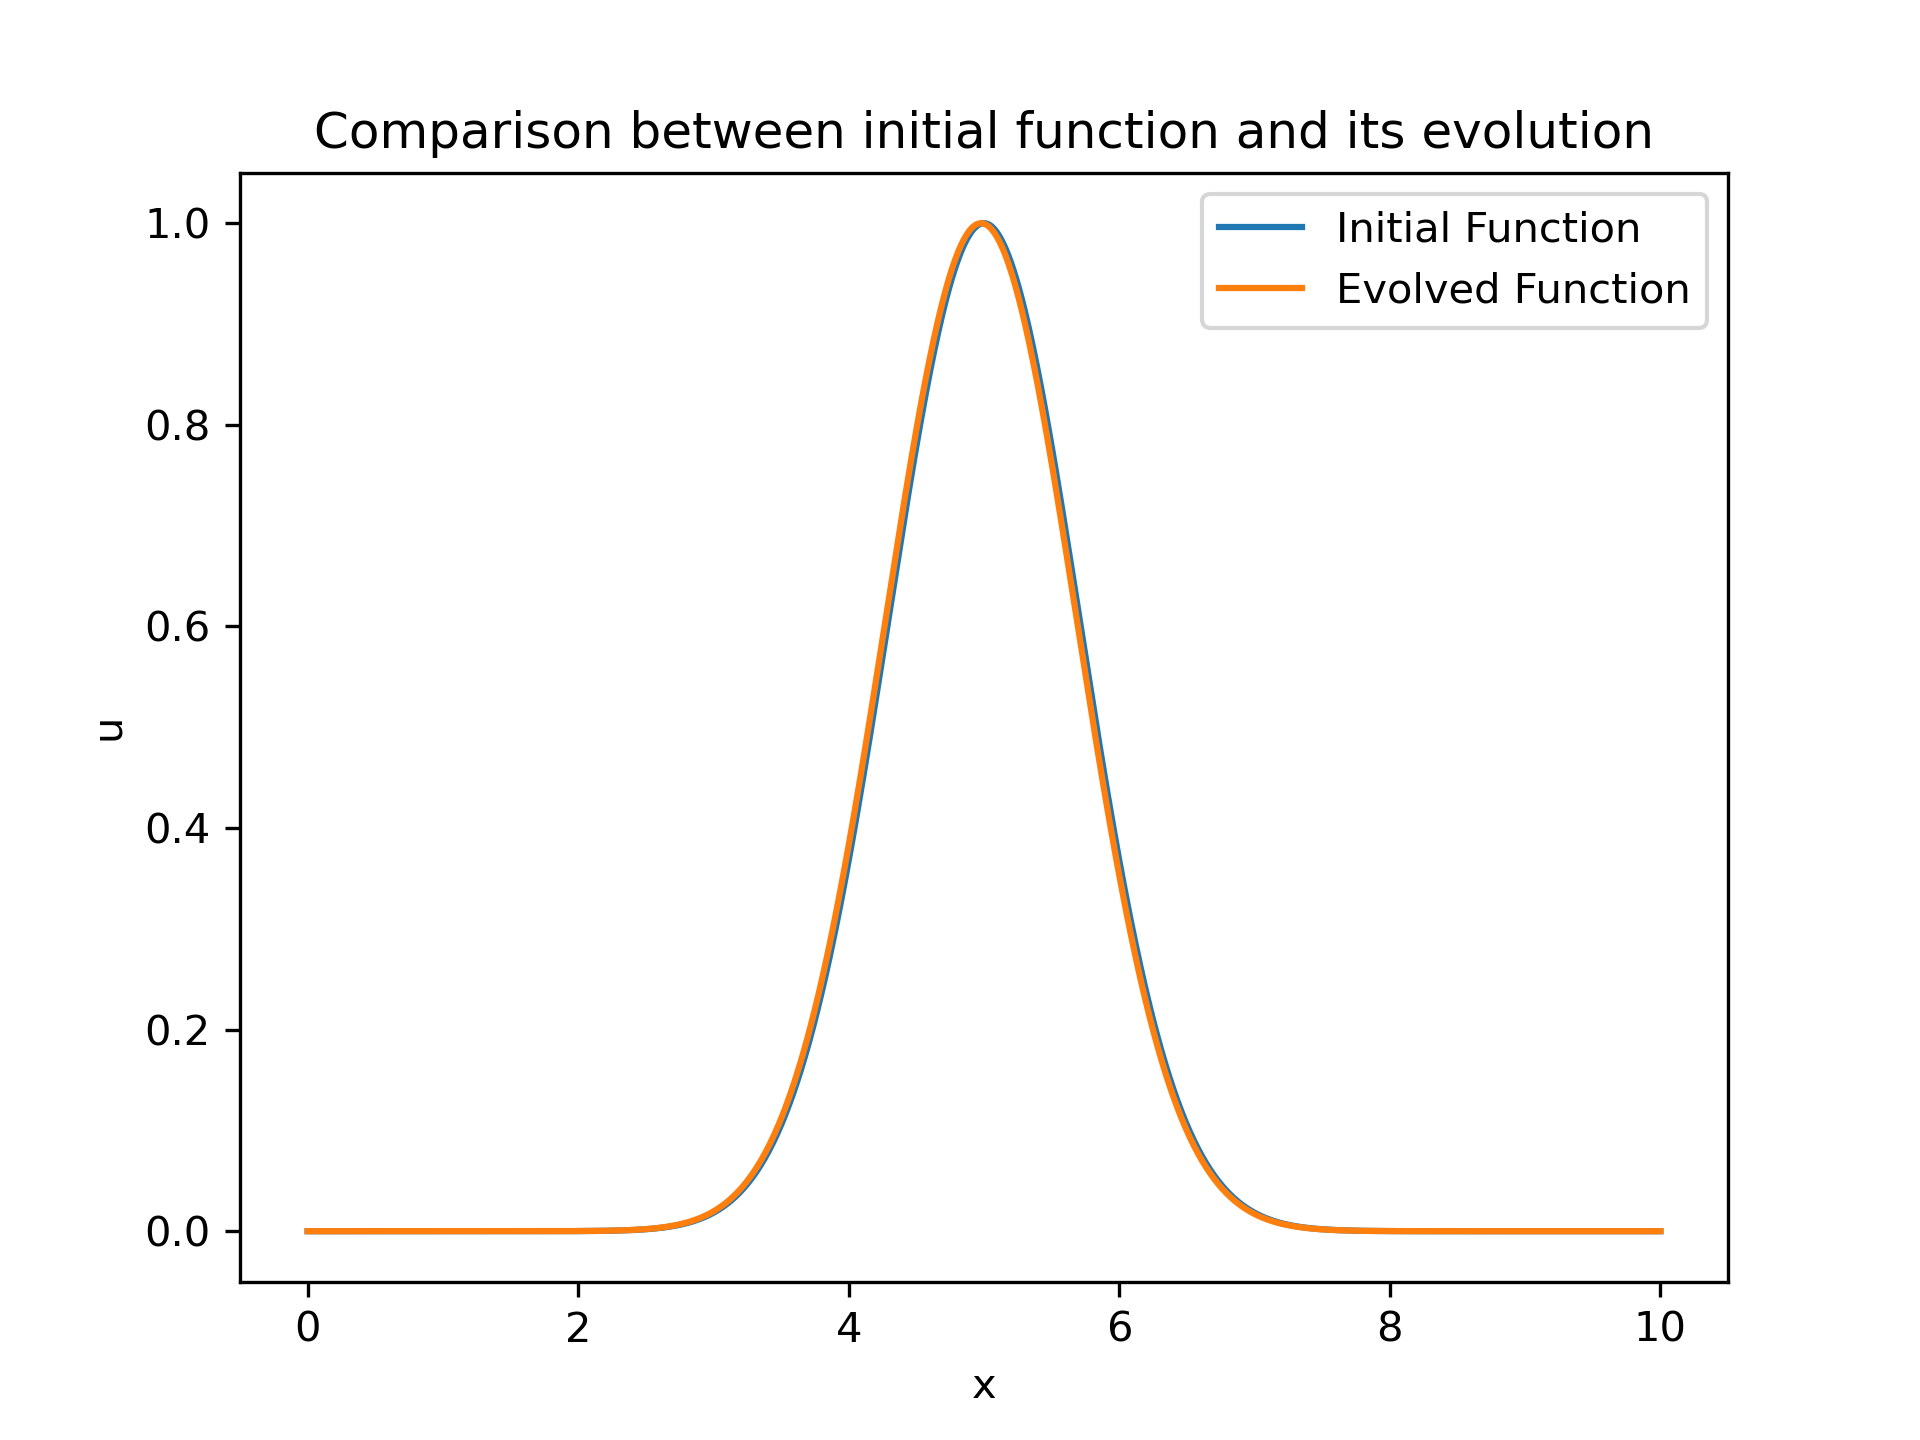 Comparison between initial function and its evolution
Initial Function
Evolved Function
1.0
0.8
0.6
0.4
0.2
0.0
u
0 2 4 6 8 10
x